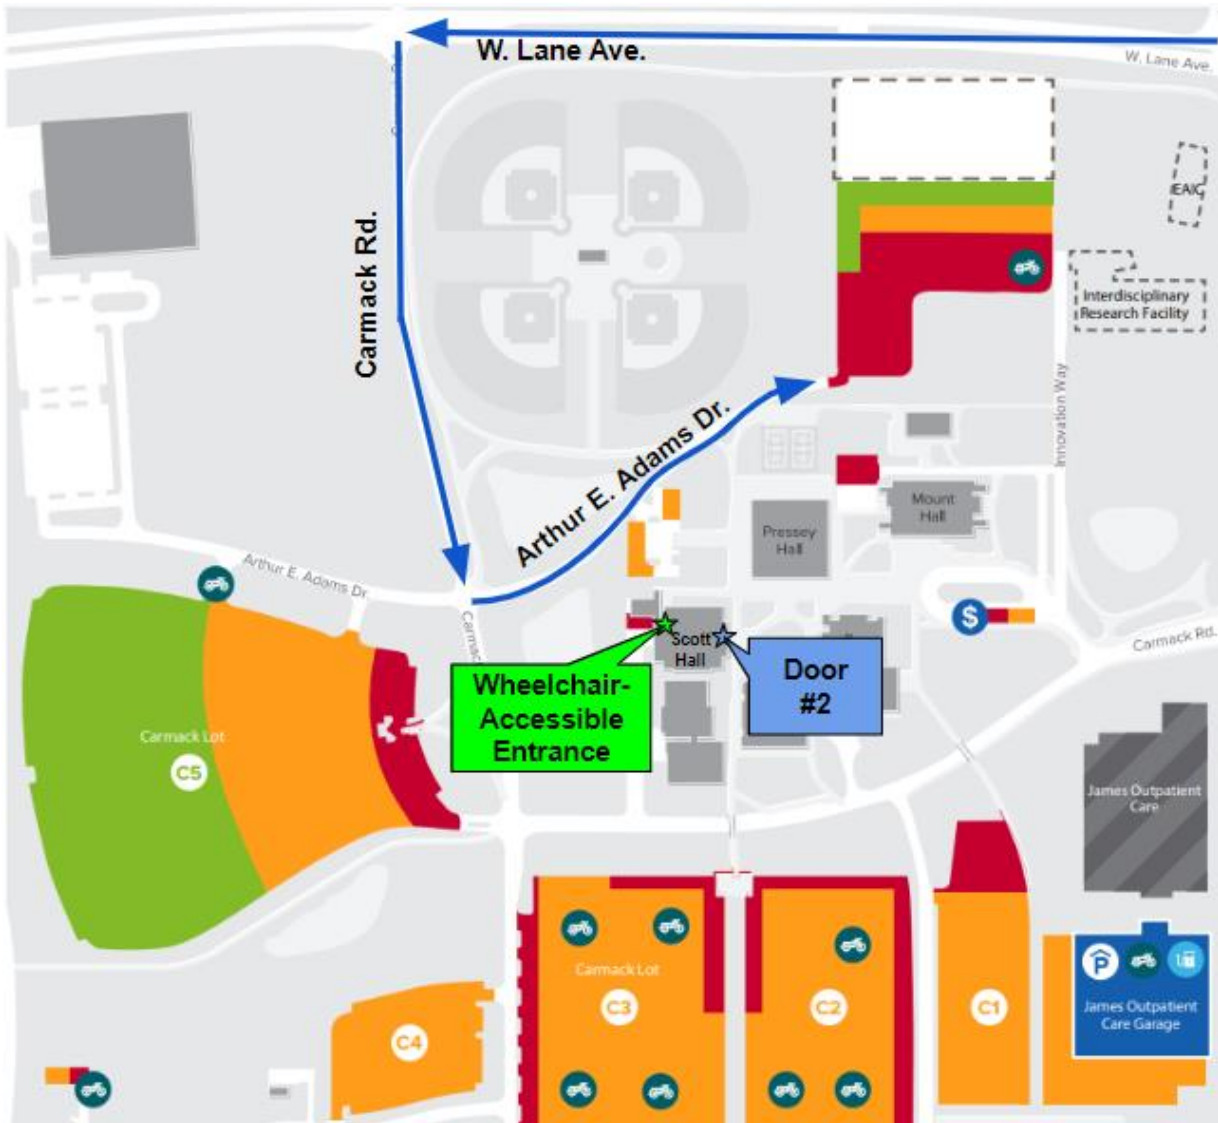 W. Lane Ave.
W. Lane Ave.
Carmack Rd.
EAIC
Interdisciplinary
Research Facility
Innovation Way
Arthur E. Adams Dr.
Mount
Hall
Pressey
Hall
Arthur E. Adams Dr.
$
Carmack Rd.
Scott
Hall
Wheelchair-
Accessible
Entrance
Door
#2
Carmack Lot
C5
James Outpatient
Care
Carmack Lot
C3
C2
C1
C4
P
James Outpatient
Care Garage